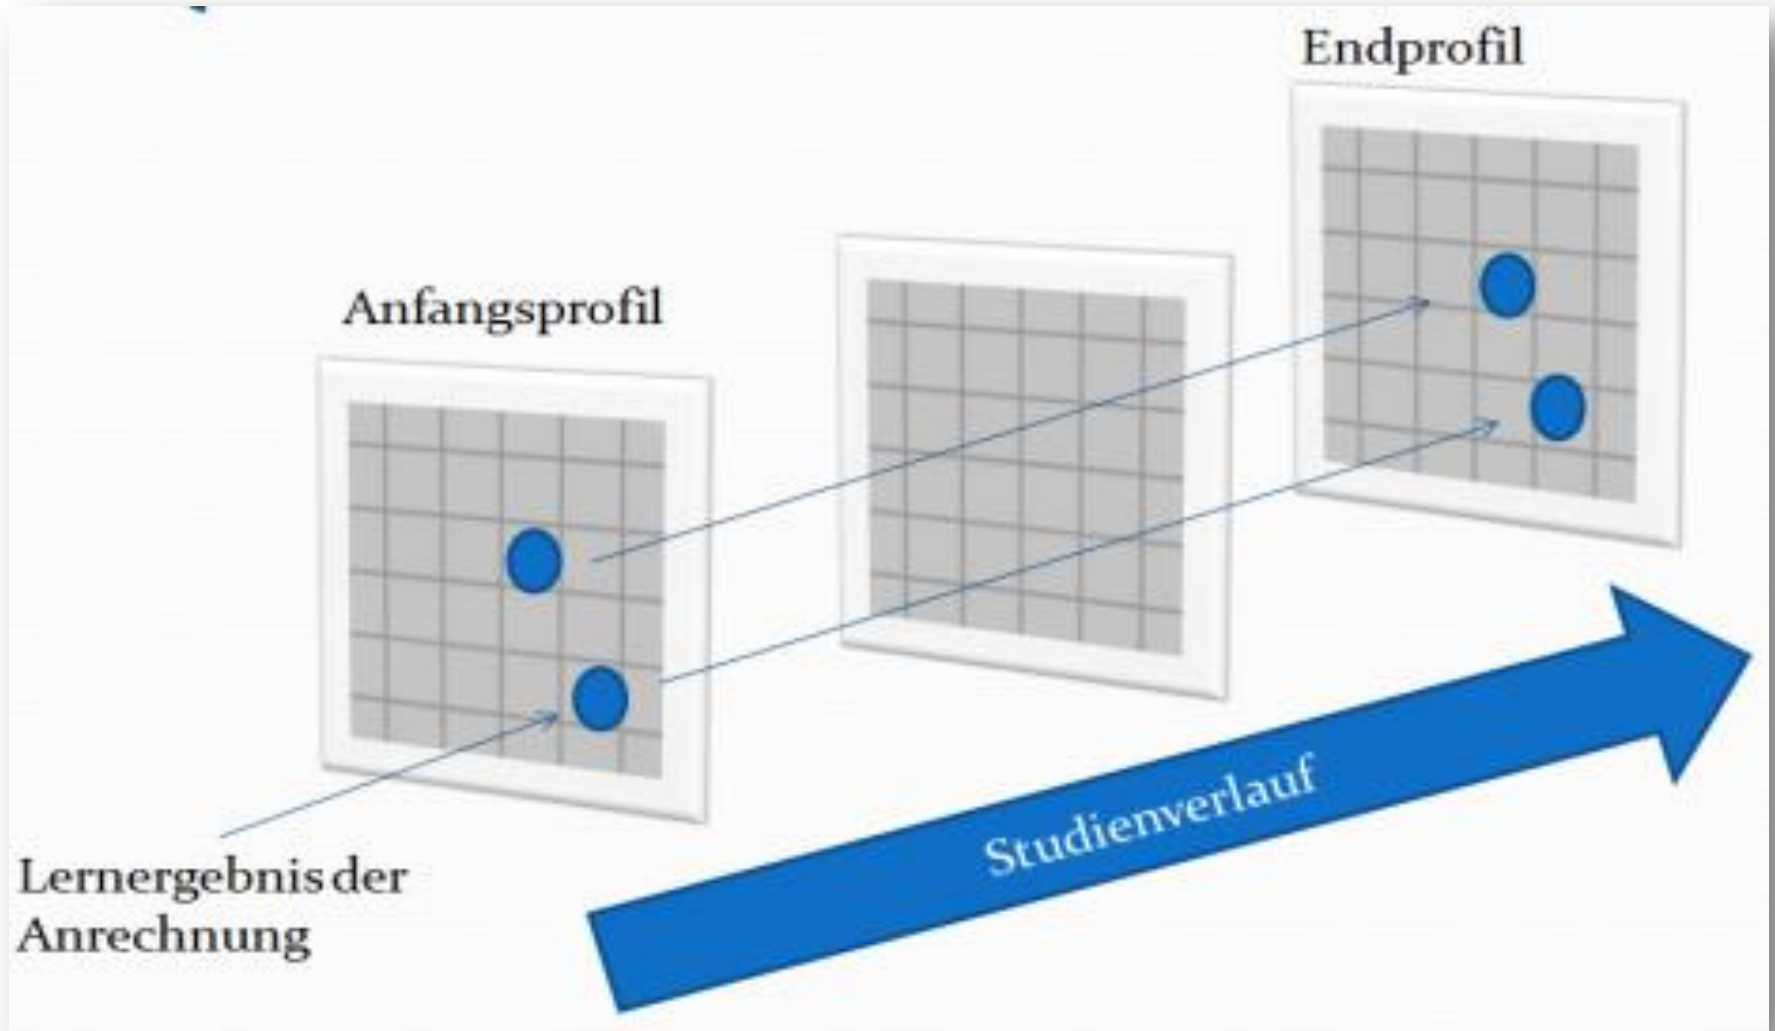 Endprofil
Anfangsprofil
Studienverlauf
Lernergebnis der
Anrechnung